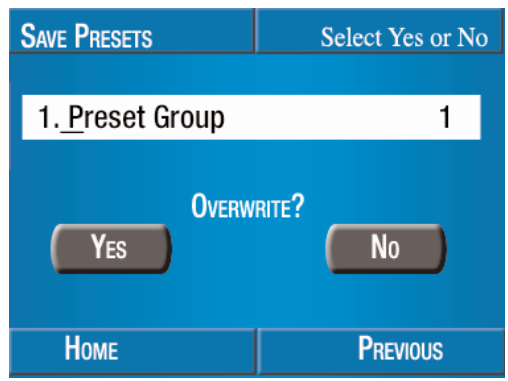 SAVE PRESETS Select Yes or No
1. Preset Group 1
OVERWRITE?
YES NO
HOME PREVIOUS